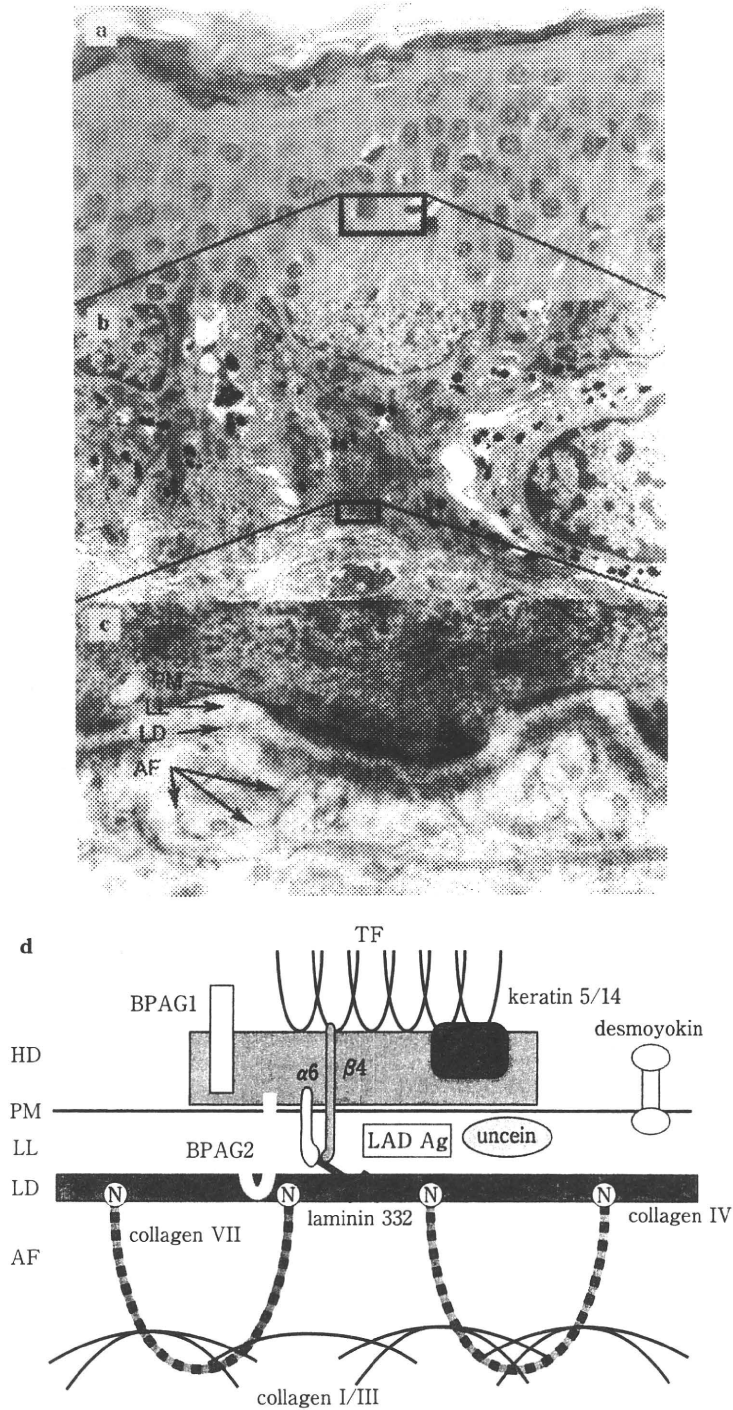 a
b
c
PM
LL
LD
AF
d
TF
BPAG1
keratin 5/14
desmoyokin
HD
α6
β4
PM
LL
BPAG2
LAD Ag
uncein
LD
N
N
N
N
collagen VII
laminin 332
collagen IV
AF
collagen I/III